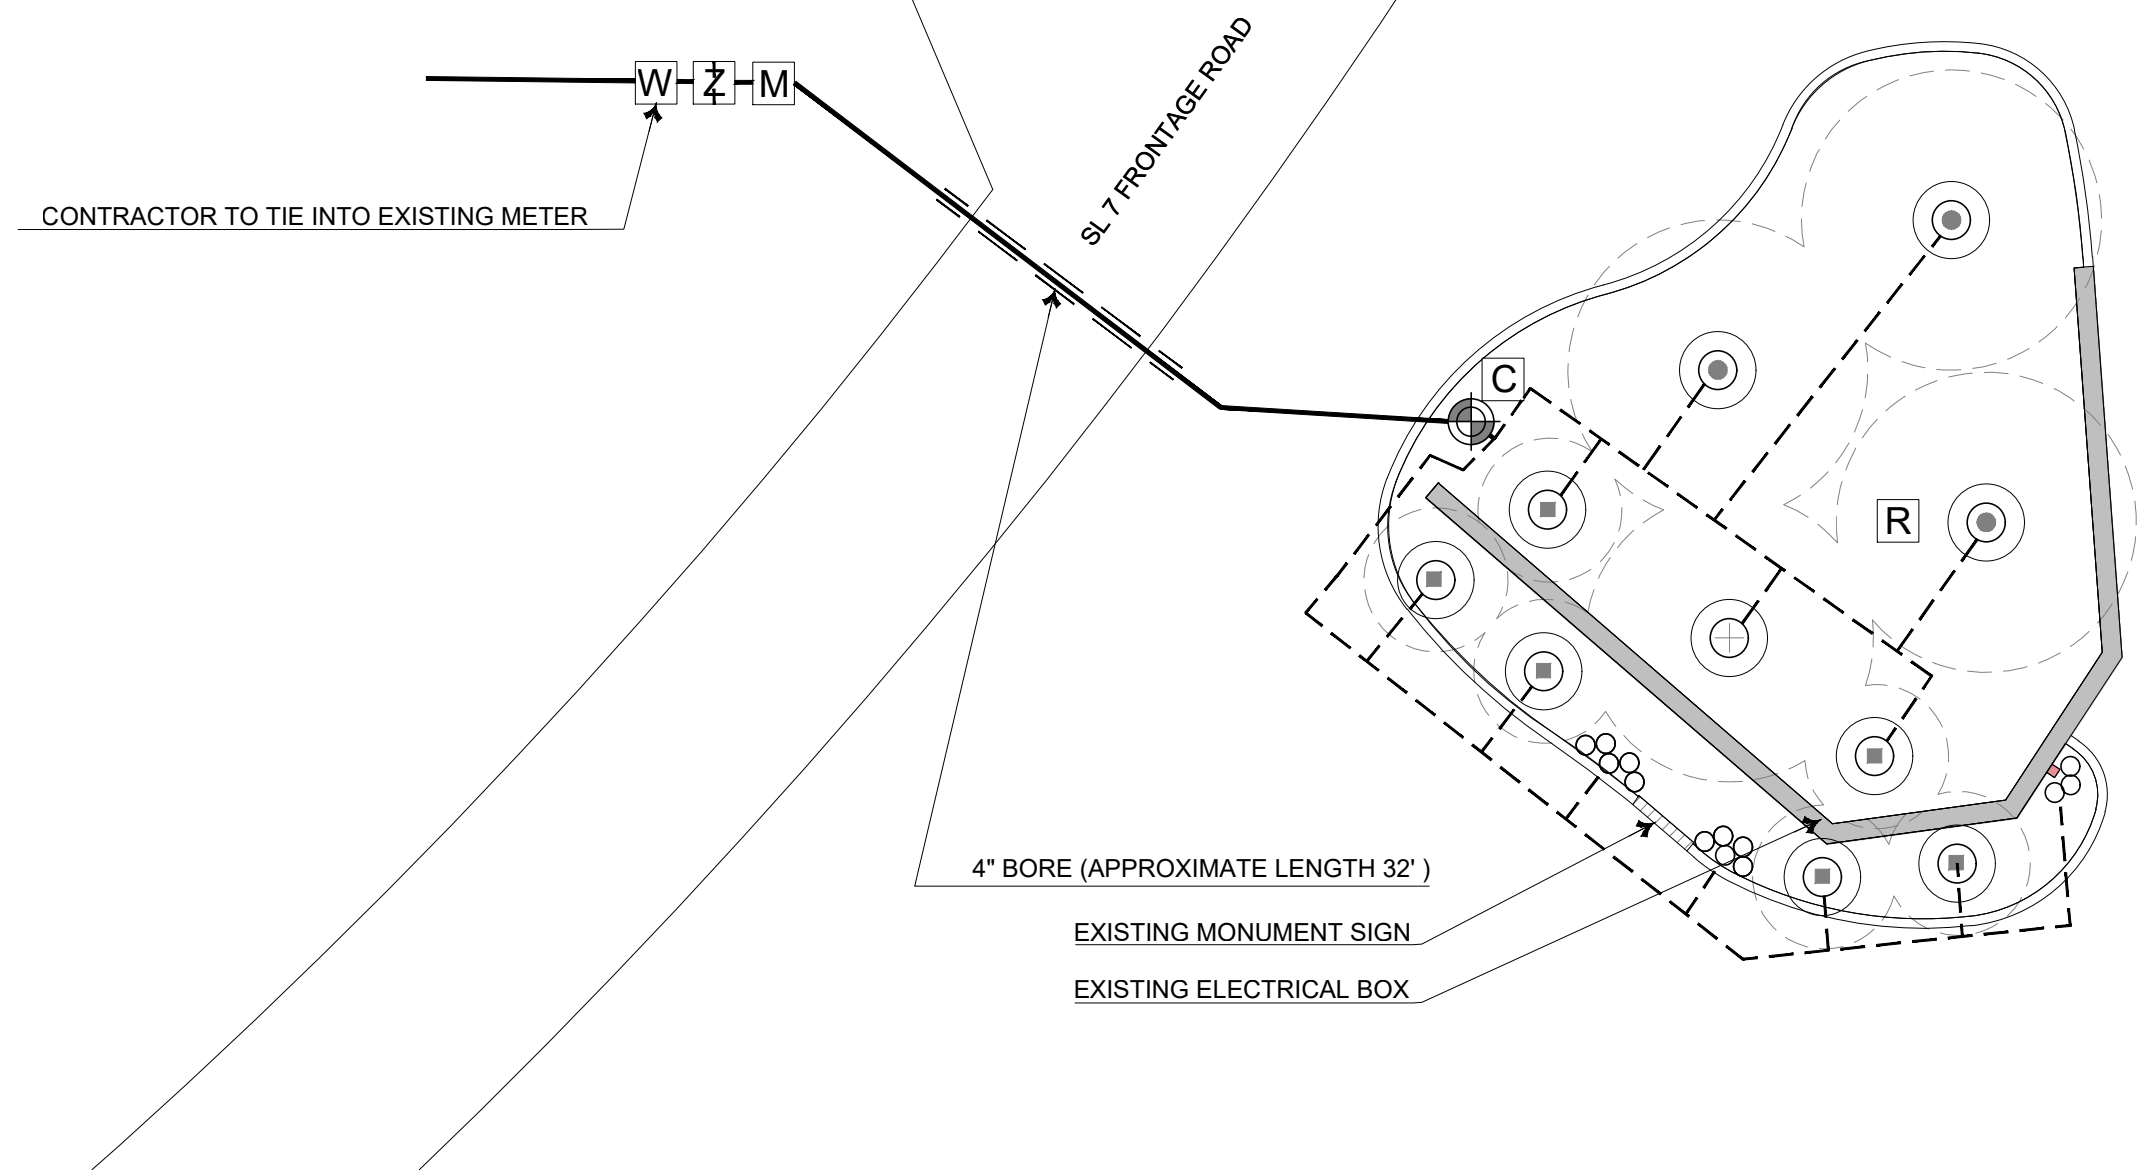 W Z M
CONTRACTOR TO TIE INTO EXISTING METER
SL 7 FRONTAGE ROAD
C
R
4" BORE (APPROXIMATE LENGTH 32' )
EXISTING MONUMENT SIGN
EXISTING ELECTRICAL BOX